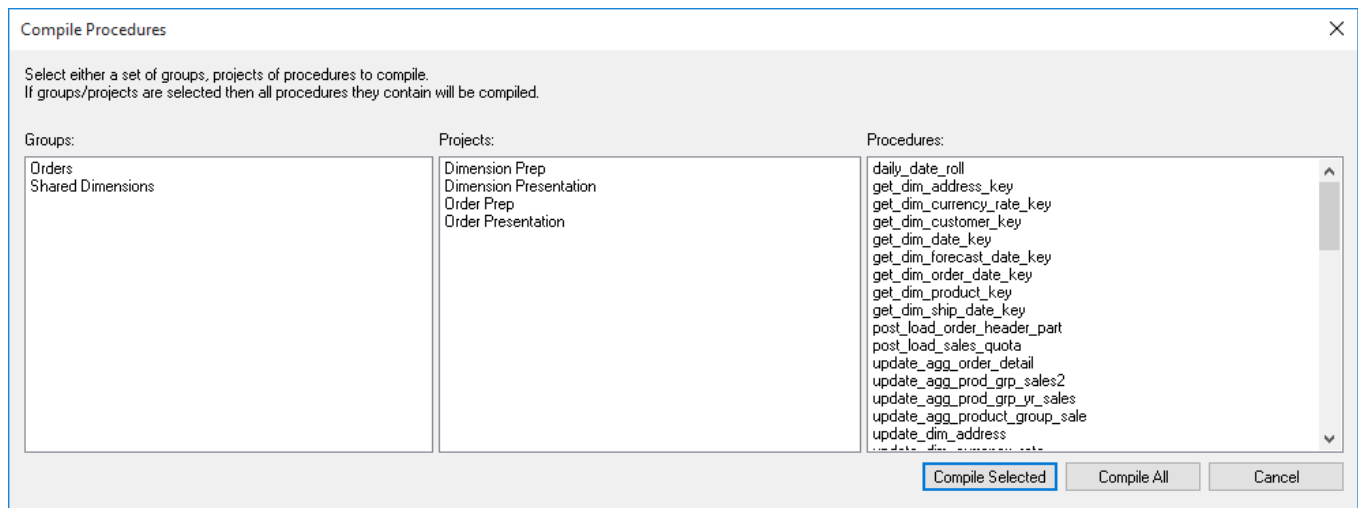 Compile Procedures
Select either a set of groups, projects of procedures to compile.
If groups/projects are selected then all procedures they contain will be compiled.
Groups:
Orders
Shared Dimensions
Projects:
Dimension Prep
Dimension Presentation
Order Prep
Order Presentation
Procedures:
daily_date_roll
get_dim_address_key
get_dim_currency_rate_key
get_dim_customer_key
get_dim_date_key
get_dim_forecast_date_key
get_dim_order_date_key
get_dim_product_key
get_dim_ship_date_key
post_load_order_header_part
post_load_sales_quota
update_agg_order_detail
update_agg_prod_grp_sales2
update_agg_prod_grp_yr_sales
update_agg_product_group_sale
update_dim_address
Compile Selected
Compile All
Cancel